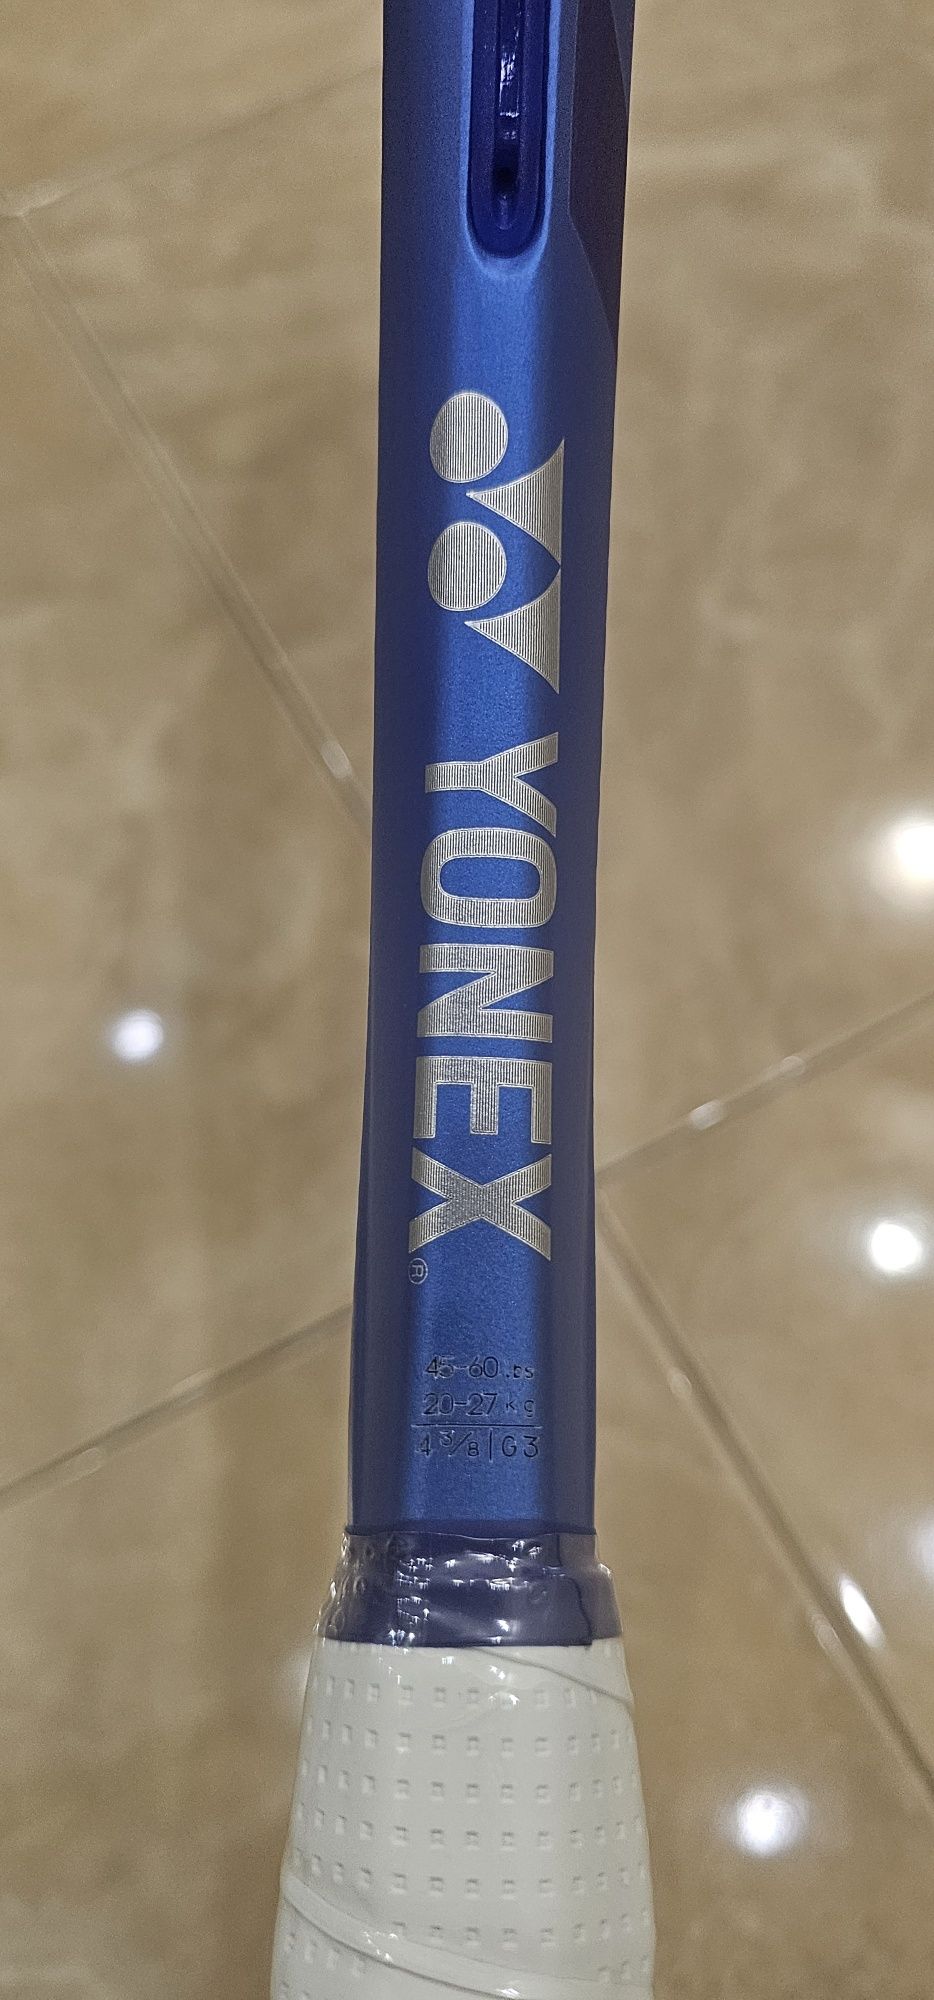 YONEX®
45-60 lbs
20-27 kg
4 3/8 | G3